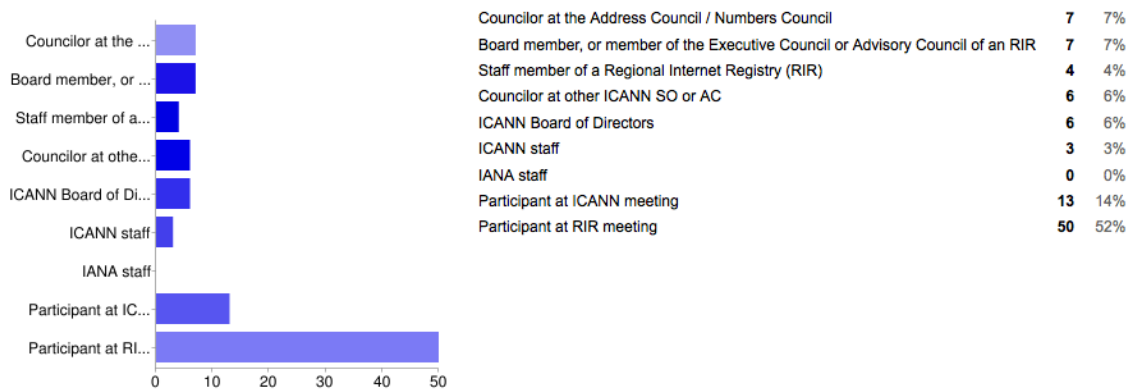 Councilor at the ...
Board member, or ...
Staff member of a...
Councilor at othe...
ICANN Board of Di...
ICANN staff
IANA staff
Participant at IC...
Participant at RI...
0 10 20 30 40 50
Councilor at the Address Council / Numbers Council 7 7%
Board member, or member of the Executive Council or Advisory Council of an RIR 7 7%
Staff member of a Regional Internet Registry (RIR) 4 4%
Councilor at other ICANN SO or AC 6 6%
ICANN Board of Directors 6 6%
ICANN staff 3 3%
IANA staff 0 0%
Participant at ICANN meeting 13 14%
Participant at RIR meeting 50 52%